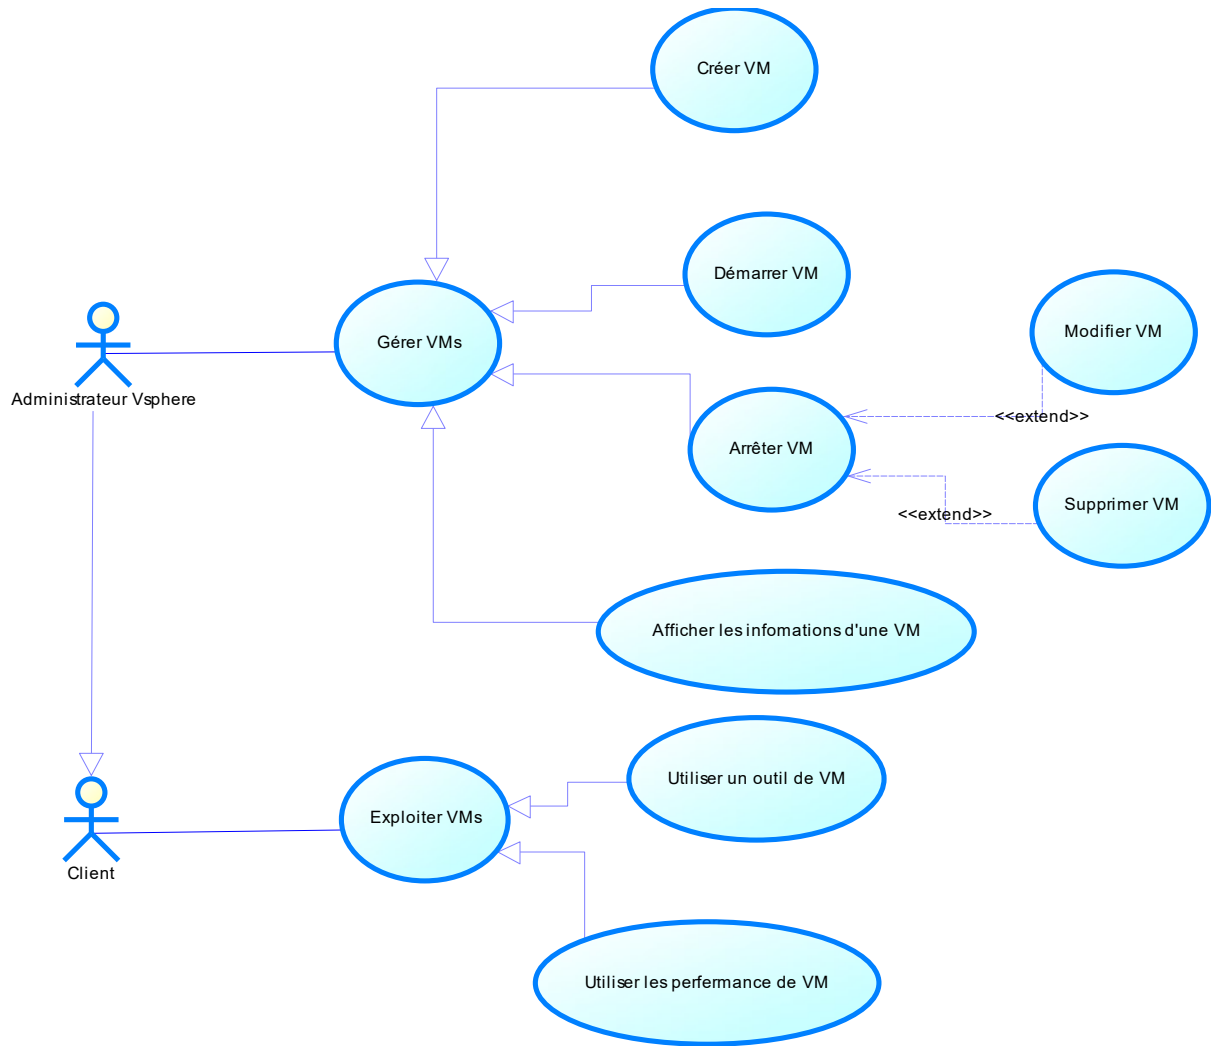 Créer VM
Démarrer VM
Modifier VM
Gérer VMs
Administrateur Vsphere
<<extend>>
Arrêter VM
Supprimer VM
<<extend>>
Afficher les infomations d'une VM
Utiliser un outil de VM
Exploiter VMs
Client
Utiliser les perfermance de VM